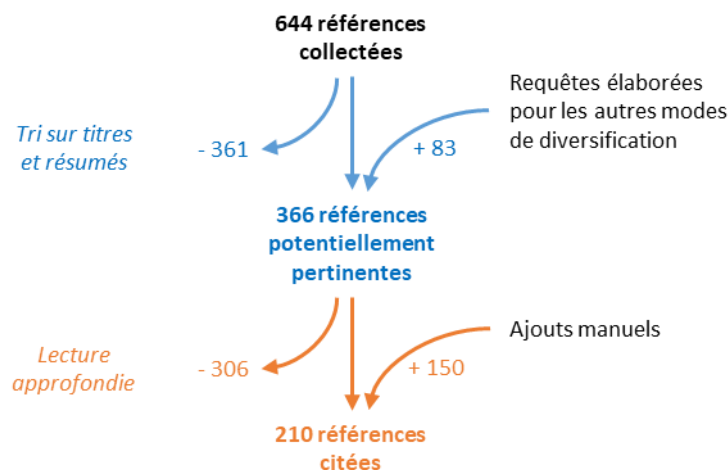 644 références
collectées
Requêtes élaborées
pour les autres modes
de diversification
Tri sur titres
et résumés
- 361
+ 83
366 références
potentiellement
pertinentes
Ajouts manuels
Lecture
approfondie
- 306
+ 150
210 références
citées